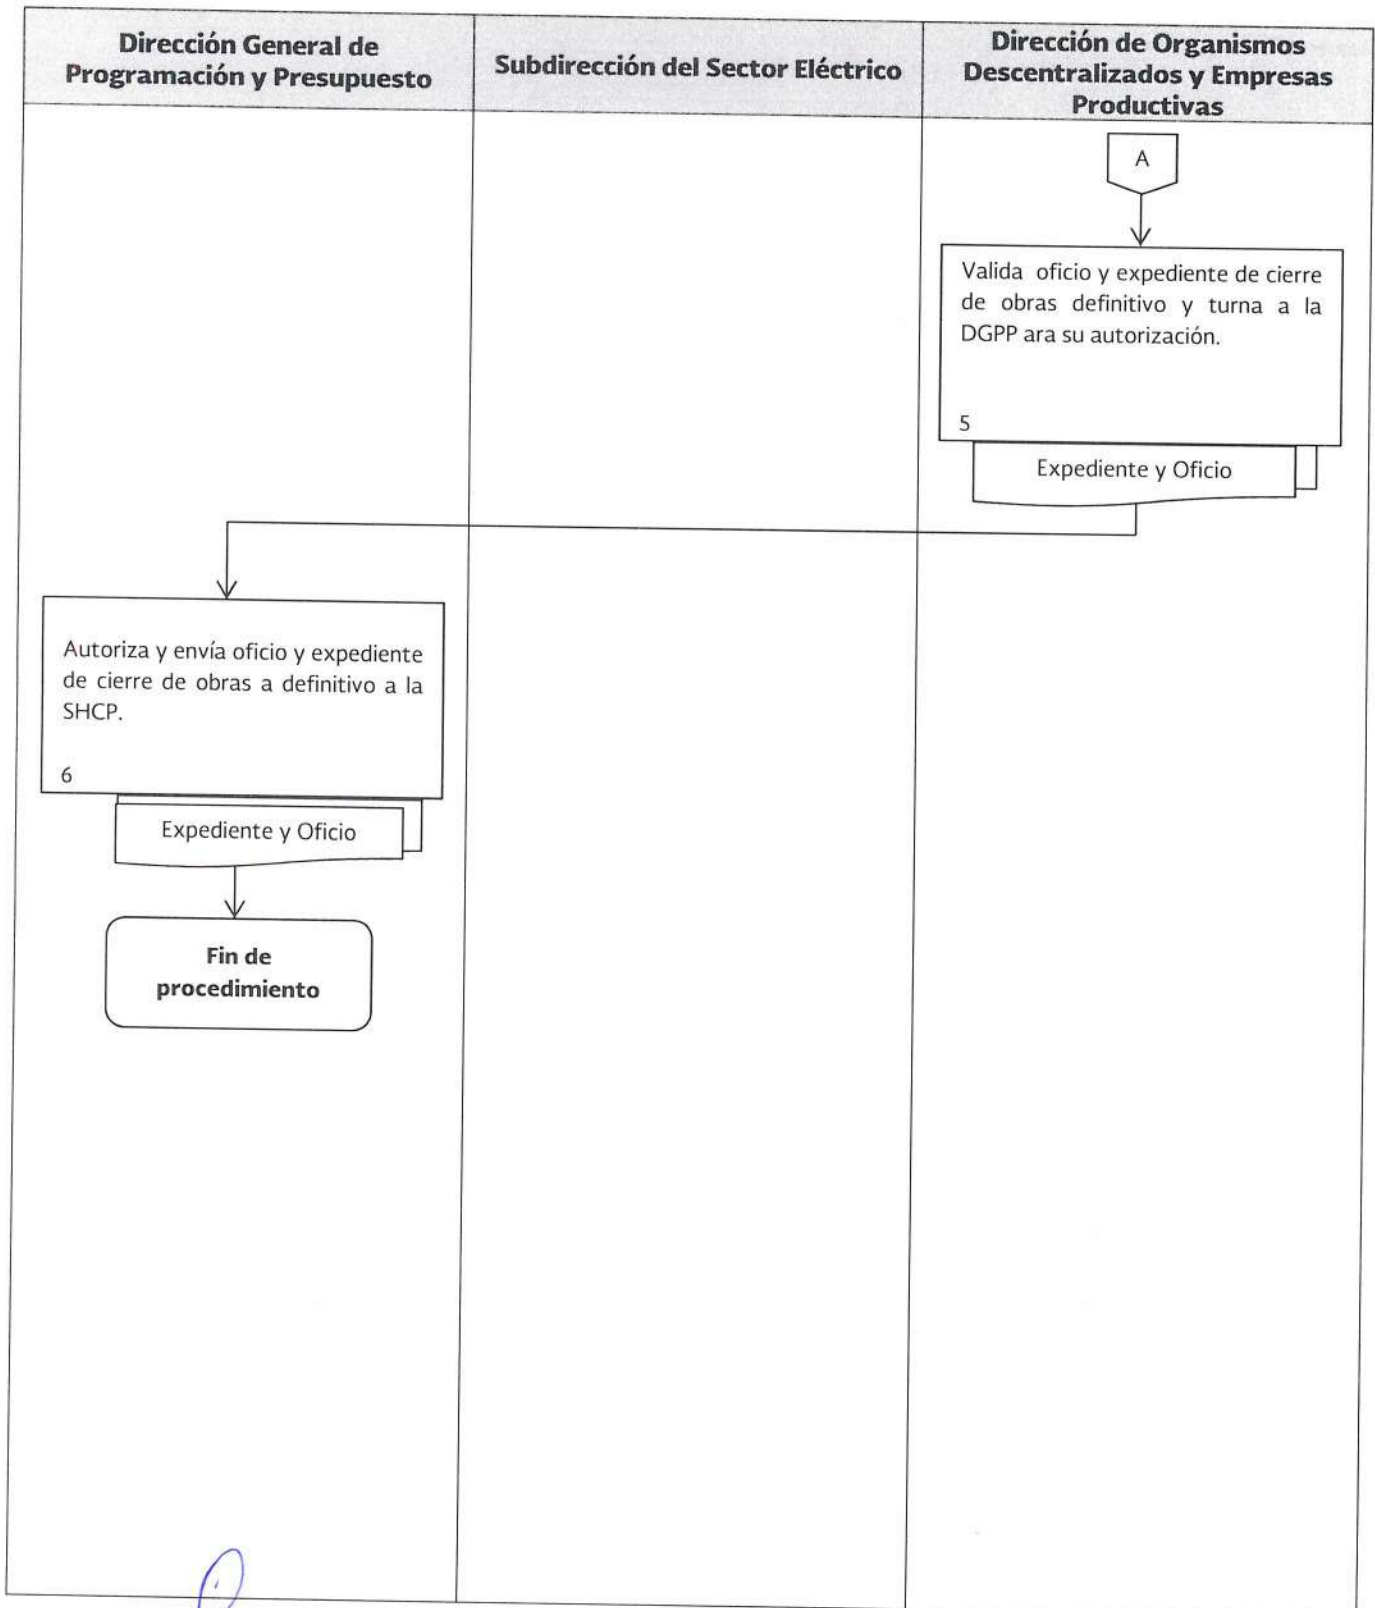 Dirección General de
Programación y Presupuesto
Subdirección del Sector Eléctrico
Dirección de Organismos
Descentralizados y Empresas
Productivas
A
Valida oficio y expediente de cierre
de obras definitivo y turna a la
DGPP ara su autorización.
5
Expediente y Oficio
Autoriza y envía oficio y expediente
de cierre de obras a definitivo a la
SHCP.
6
Expediente y Oficio
Fin de
procedimiento